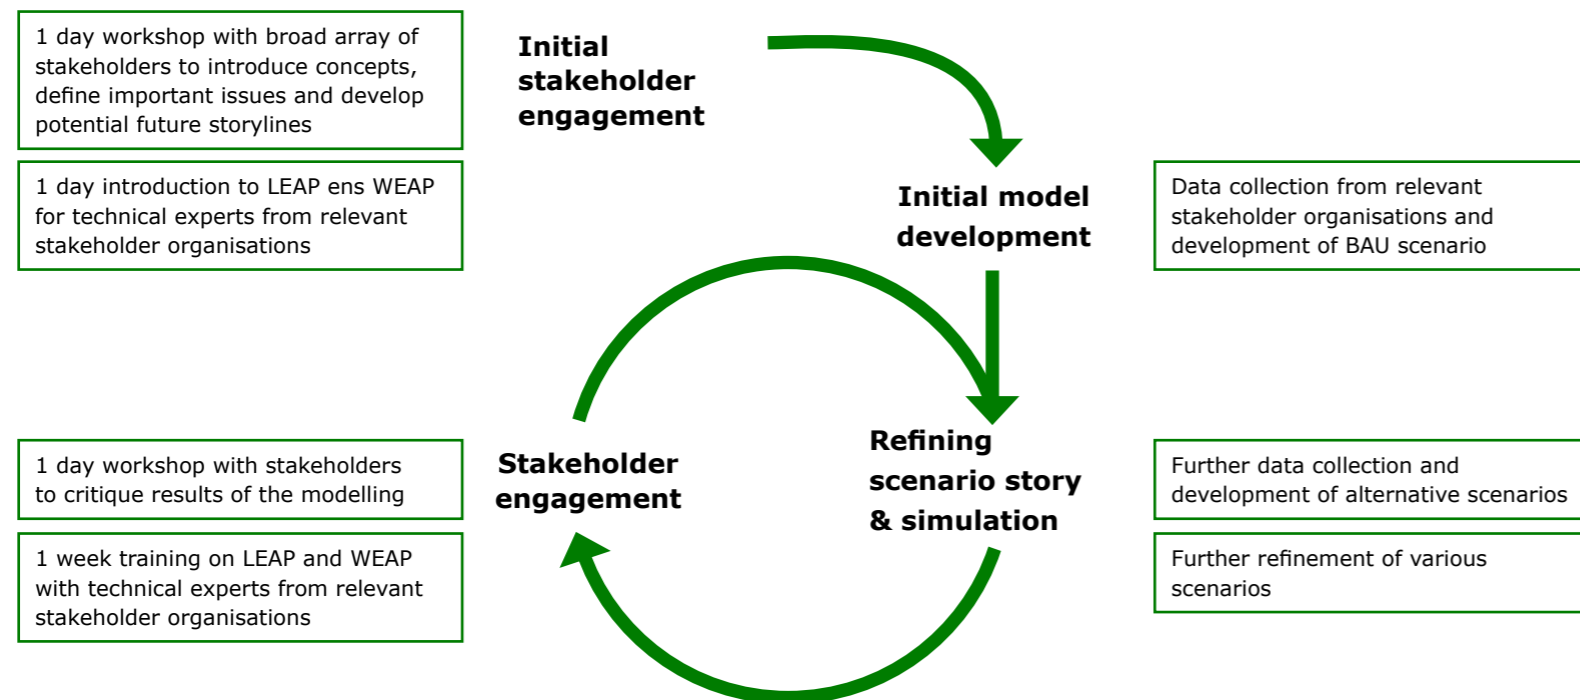 1 day workshop with broad array of
stakeholders to introduce concepts,
define important issues and develop
potential future storylines
Initial
stakeholder
engagement
1 day introduction to LEAP ens WEAP
for technical experts from relevant
stakeholder organisations
Initial model
development
Data collection from relevant
stakeholder organisations and
development of BAU scenario
1 day workshop with stakeholders
to critique results of the modelling
1 week training on LEAP and WEAP
with technical experts from relevant
stakeholder organisations
Stakeholder
engagement
Refining
scenario story
& simulation
Further data collection and
development of alternative scenarios
Further refinement of various
scenarios